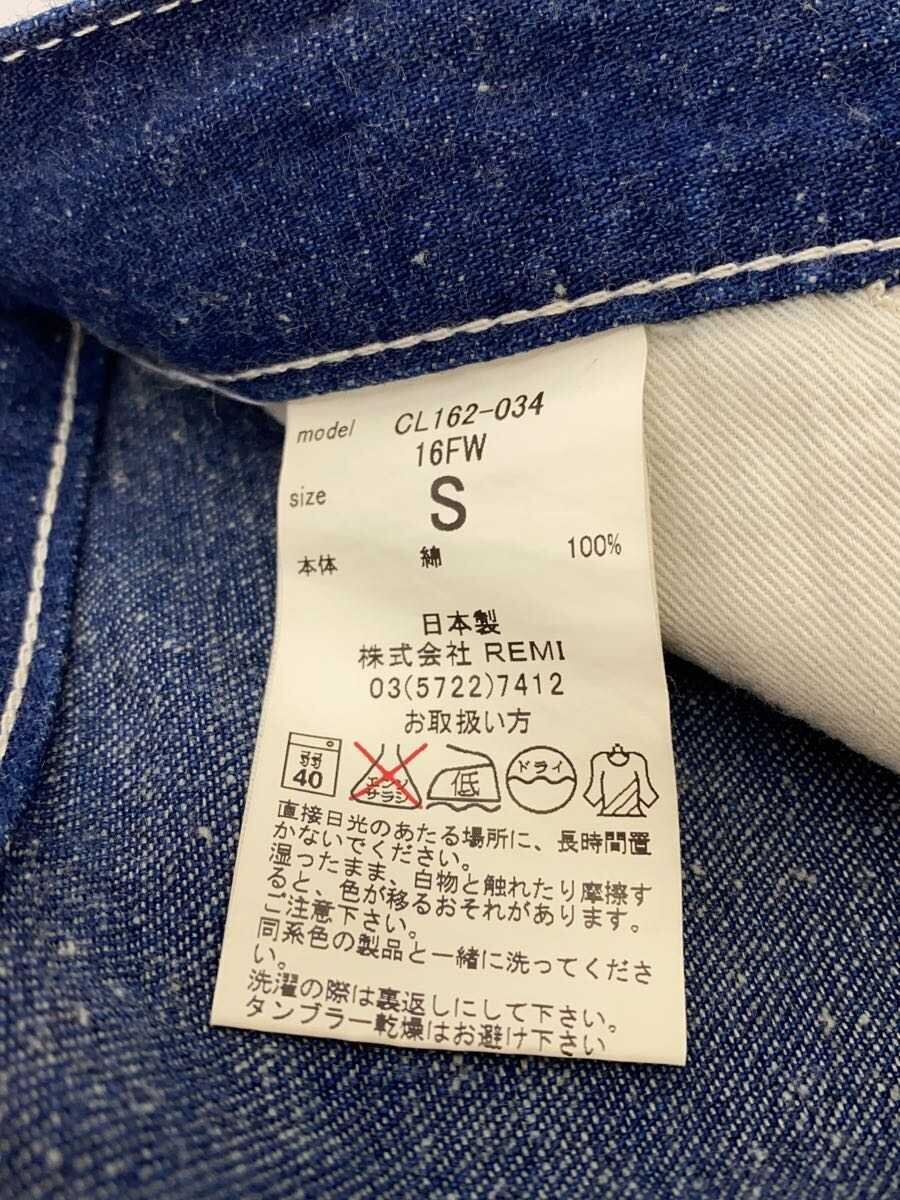 model CL162-034
16FW
size S
本体 綿 100%
日本製
株式会社 REMI
03(5722)7412
お取扱い方
弱 40 エンソサラシ 低 ドライ
直接日光のあたる場所に、長時間置
かないでください。
湿ったまま、白物と触れたり摩擦す
ると、色が移るおそれがあります。
ご注意下さい。
同系色の製品と一緒に洗ってくださ
い。
洗濯の際は裏返しにして下さい。
タンブラー乾燥はお避け下さい